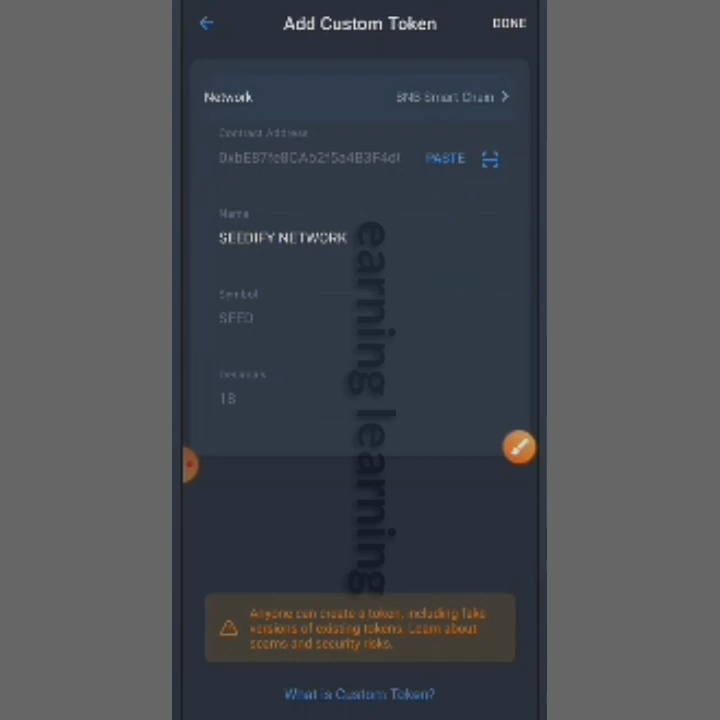 Add Custom Token
DONE
Network
BNB Smart Chain
Contract Address
PASTE
Name
SEEDIFY NETWORK
Symbol
SEED
Decimals
18
earning learning
Anyone can create a token, including fake
versions of existing tokens. Learn about
scams and security risks.
What is Custom Token?